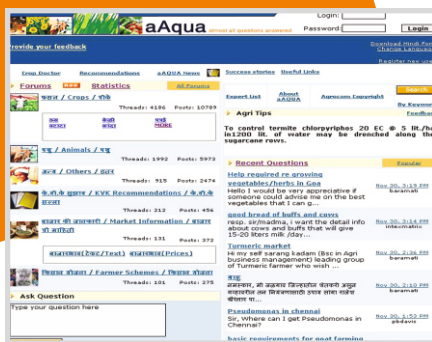 Login:
aAqua almost all questions answered Password: Login
Provide your feedback
Download Hindi Font
Change Language
Register new user
Crop Doctor Recommendations aAQUA News Success stories Useful Links
Forums Statistics All Forums
फसल / Crops / पीके
Threads: 4186 Posts: 10789
MORE
पशु / Animals / पशु
Threads: 1992 Posts: 5973
अन्य / Others / इतर
Threads: 915 Posts: 2474
के.वी.के सुझाव / KVK Recommendations / के.वी.के
सल्ला
Threads: 212 Posts: 456
बाजार की जानकारी / Market Information / बाजार
ची माहिती
Threads: 131 Posts: 372
बाजारभाव(टेक्स्ट/Text) बाजारभाव(Prices)
किसान योजना / Farmer Schemes / किसान योजना
Threads: 101 Posts: 275
Ask Question
Type your question here
Expert List About aAQUA Agrocom Copyright Search
By Keyword
Agri Tips Feedback
To control termite chlorpyriphos 20 EC @ 5 lit/ha
in1200 lit. of water may be drenched along the
sugarcane rows.
Recent Questions Popular
Help required re growing
vegetables/herbs in Goa
Hello I would be very appreciative if
someone could advise me on the best
vegetables that I can g...
Nov 30, 3:19 PM
baramati
good bread of buffs and cows
resp. sir/madma, i want the detail info
about cows and buffs that will give
15-20 liters milk /day...
Nov 30, 3:14 PM
intexmatric
Turmeric market
Hi my self sarang kadam (Bsc in Agri
business management) leading group
of Turmeric farmer who wish ...
Nov 30, 2:36 PM
baramati
Nov 30, 2:10 PM
baramati
Pseudomonas in chennai
Sir, Where can I get Pseudomonas in
Chennai?
Nov 30, 1:53 PM
pbdavis
basic requirements for goat farming